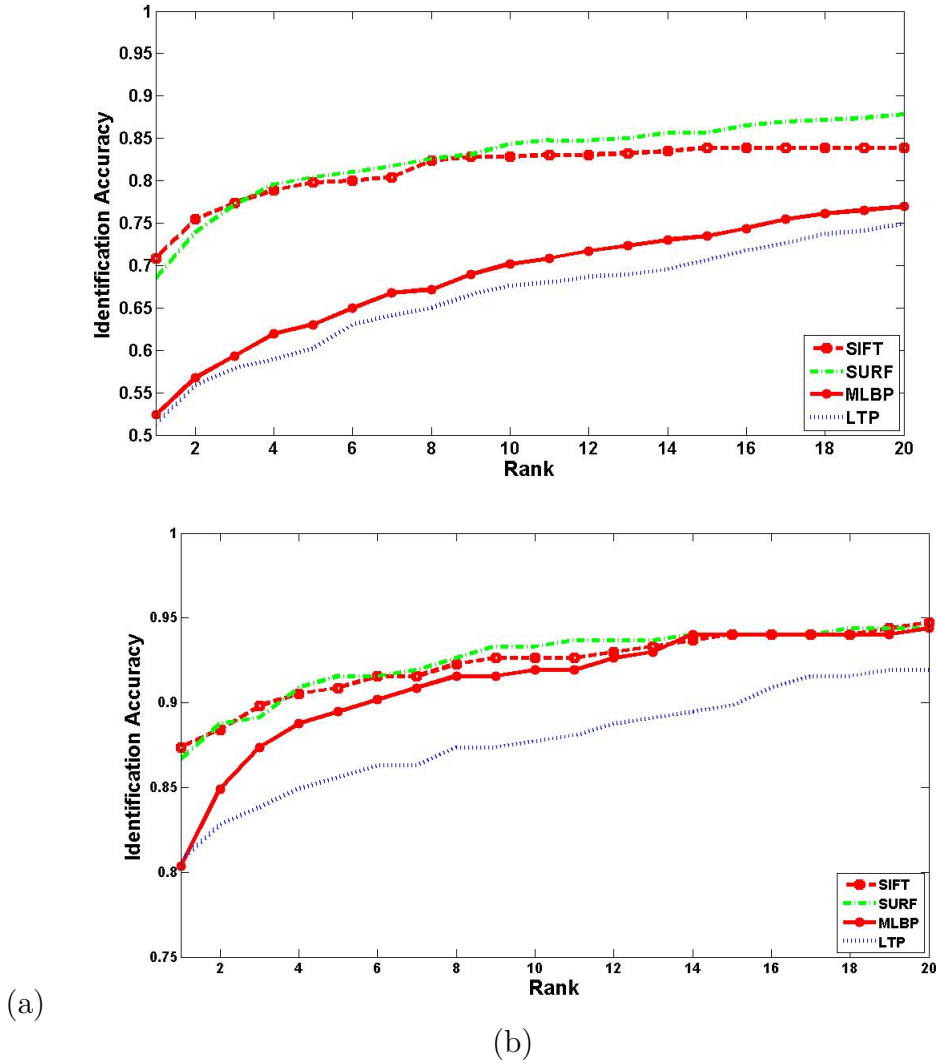 1
0.95
0.9
0.85
0.8
0.75
0.7
0.65
0.6
0.55
0.5
Identification Accuracy
2 4 6 8 10 12 14 16 18 20
Rank
SIFT
SURF
MLBP
LTP
1
0.95
0.9
0.85
0.8
0.75
Identification Accuracy
2 4 6 8 10 12 14 16 18 20
Rank
SIFT
SURF
MLBP
LTP
(a)
(b)